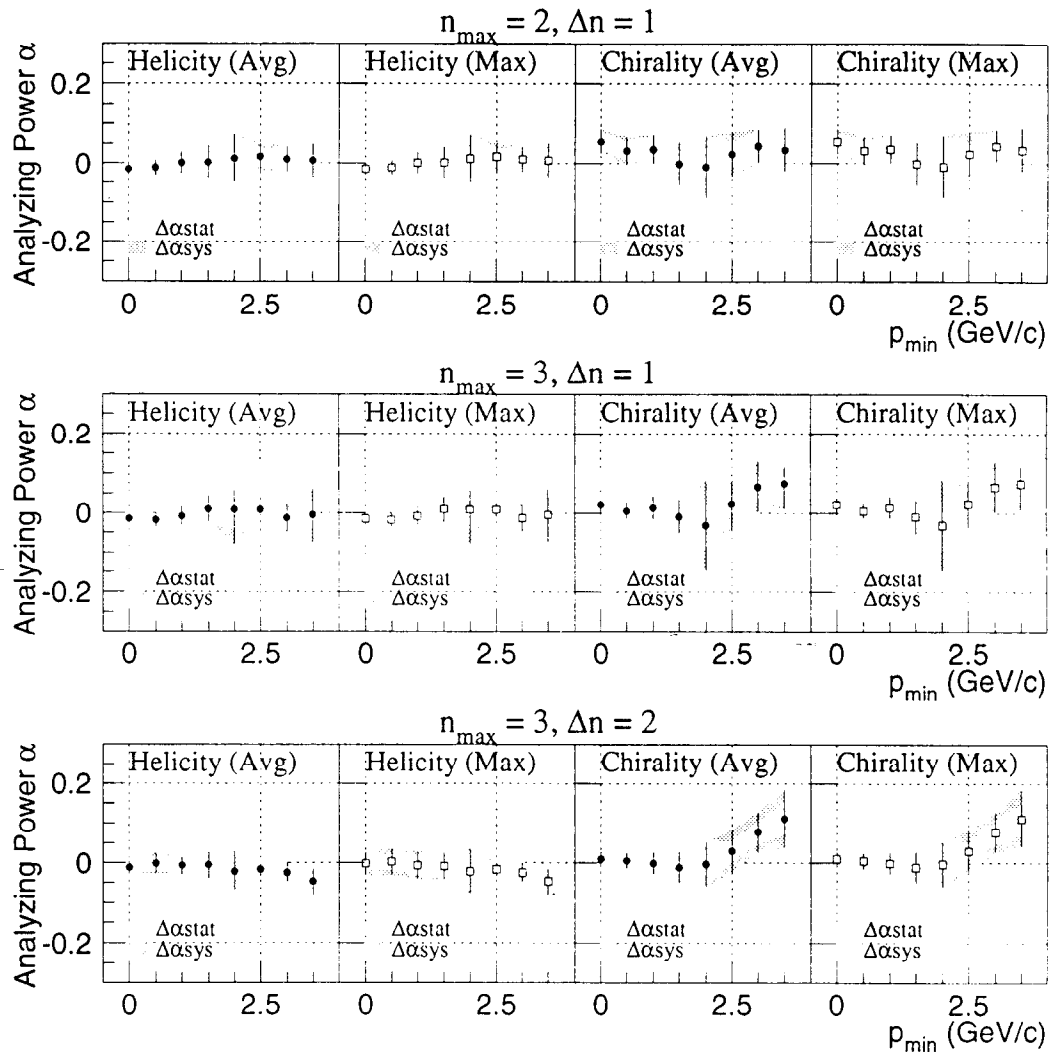 n_max = 2, Δn = 1
Analyzing Power α
0.2
0
-0.2
Helicity (Avg)
Helicity (Max)
Chirality (Avg)
Chirality (Max)
Δαstat
Δαsys
Δαstat
Δαsys
Δαstat
Δαsys
Δαstat
Δαsys
0 2.5 0 2.5 0 2.5 0 2.5
p_min (GeV/c)
n_max = 3, Δn = 1
Analyzing Power α
0.2
0
-0.2
Helicity (Avg)
Helicity (Max)
Chirality (Avg)
Chirality (Max)
Δαstat
Δαsys
Δαstat
Δαsys
Δαstat
Δαsys
Δαstat
Δαsys
0 2.5 0 2.5 0 2.5 0 2.5
p_min (GeV/c)
n_max = 3, Δn = 2
Analyzing Power α
0.2
0
-0.2
Helicity (Avg)
Helicity (Max)
Chirality (Avg)
Chirality (Max)
Δαstat
Δαsys
Δαstat
Δαsys
Δαstat
Δαsys
Δαstat
Δαsys
0 2.5 0 2.5 0 2.5 0 2.5
p_min (GeV/c)